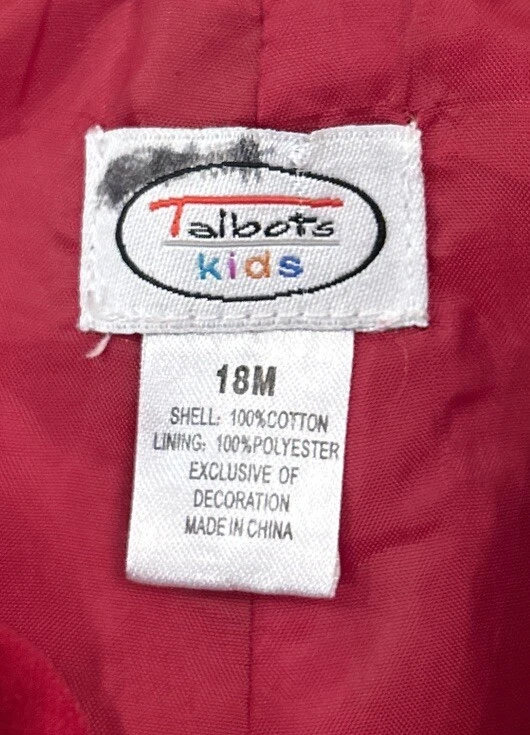 Talbots
kids
18M
SHELL: 100%COTTON
LINING: 100%POLYESTER
EXCLUSIVE OF
DECORATION
MADE IN CHINA